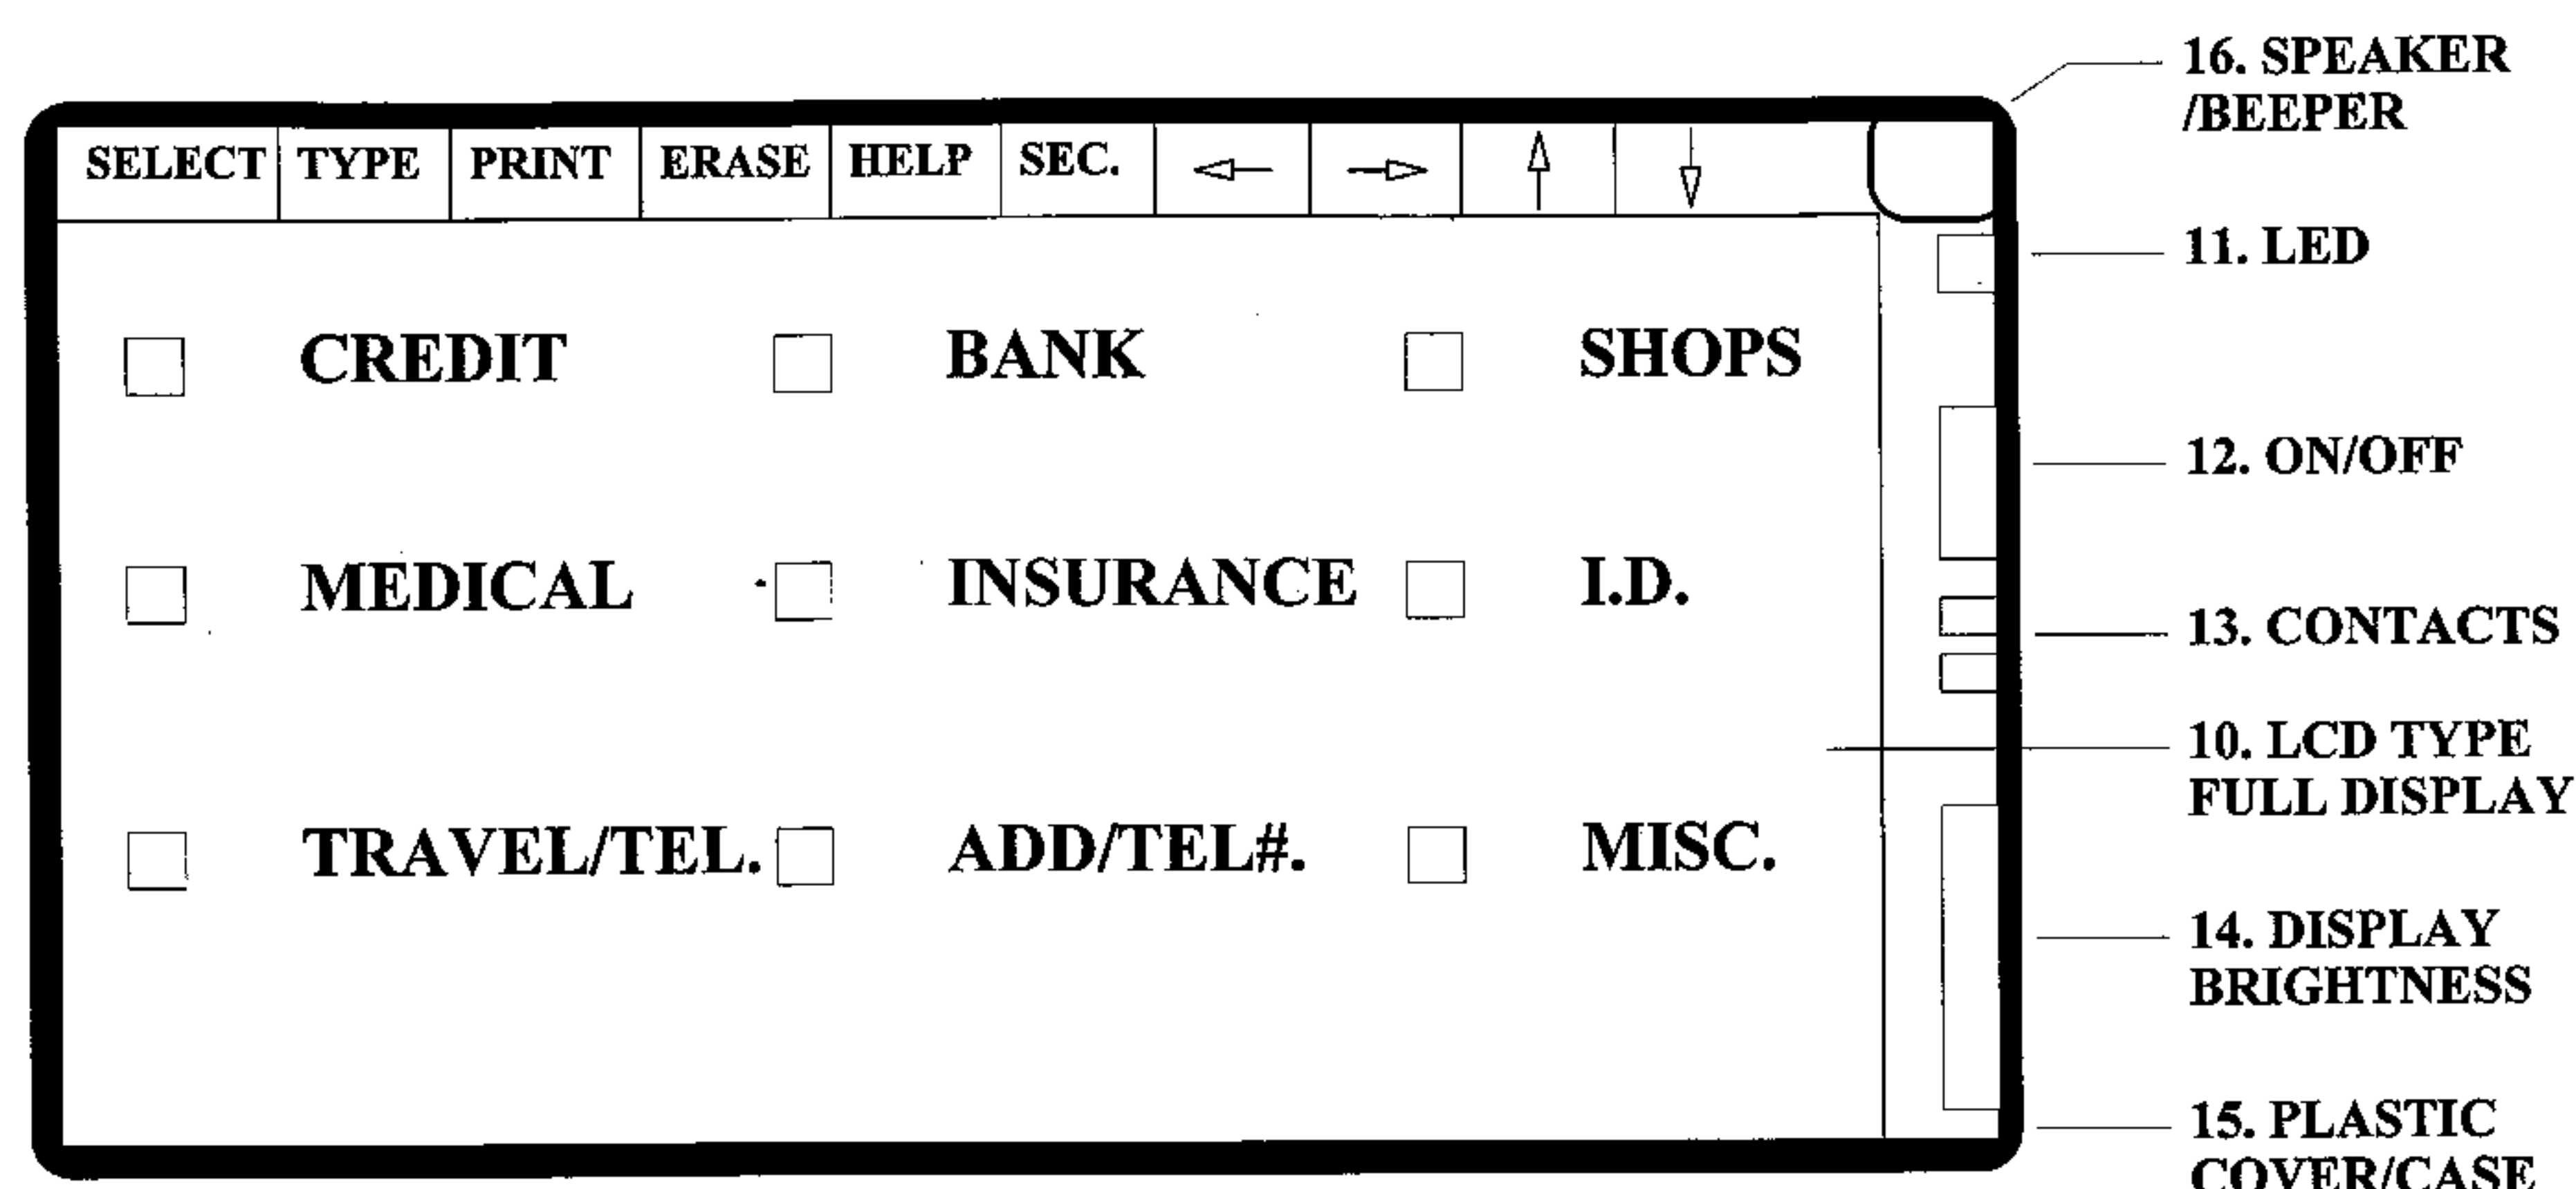 SELECT TYPE PRINT ERASE HELP SEC.
CREDIT BANK SHOPS
MEDICAL INSURANCE I.D.
TRAVEL/TEL. ADD/TEL#. MISC.
16. SPEAKER
/BEEPER
11. LED
12. ON/OFF
13. CONTACTS
10. LCD TYPE
FULL DISPLAY
14. DISPLAY
BRIGHTNESS
15. PLASTIC
COVER/CASE